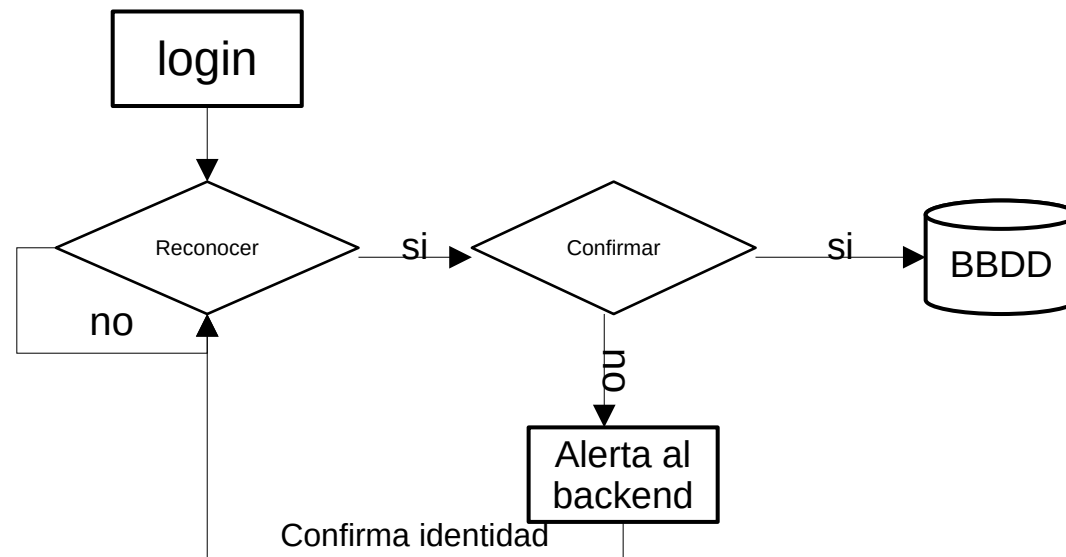 login
Reconocer
si
Confirmar
si
BBDD
no
no
Alerta al
backend
Confirma identidad